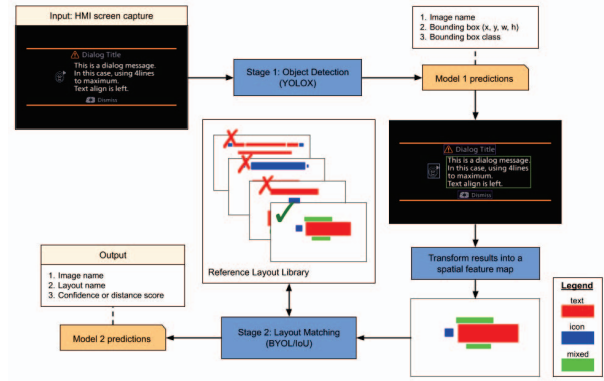 Input: HMI screen capture
Dialog Title
This is a dialog message.
In this case, using 4lines
to maximum.
Text align is left.
Dismiss
Stage 1: Object Detection
(YOLOX)
1. Image name
2. Bounding box (x, y, w, h)
3. Bounding box class
Model 1 predictions
Dialog Title
This is a dialog message.
In this case, using 4lines
to maximum.
Text align is left.
Dismiss
Transform results into a
spatial feature map
Reference Layout Library
Output
1. Image name
2. Layout name
3. Confidence or distance score
Model 2 predictions
Stage 2: Layout Matching
(BYOL/IoU)
Legend
text
icon
mixed